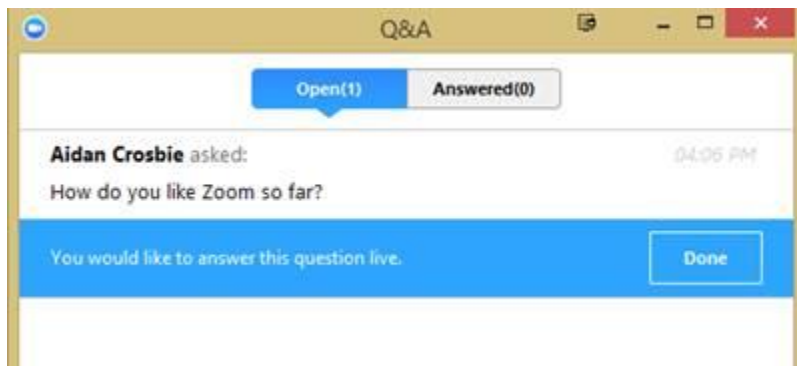 Q&A
Open(1) Answered(0)
Aidan Crosbie asked: 04:06 PM
How do you like Zoom so far?
You would like to answer this question live. Done